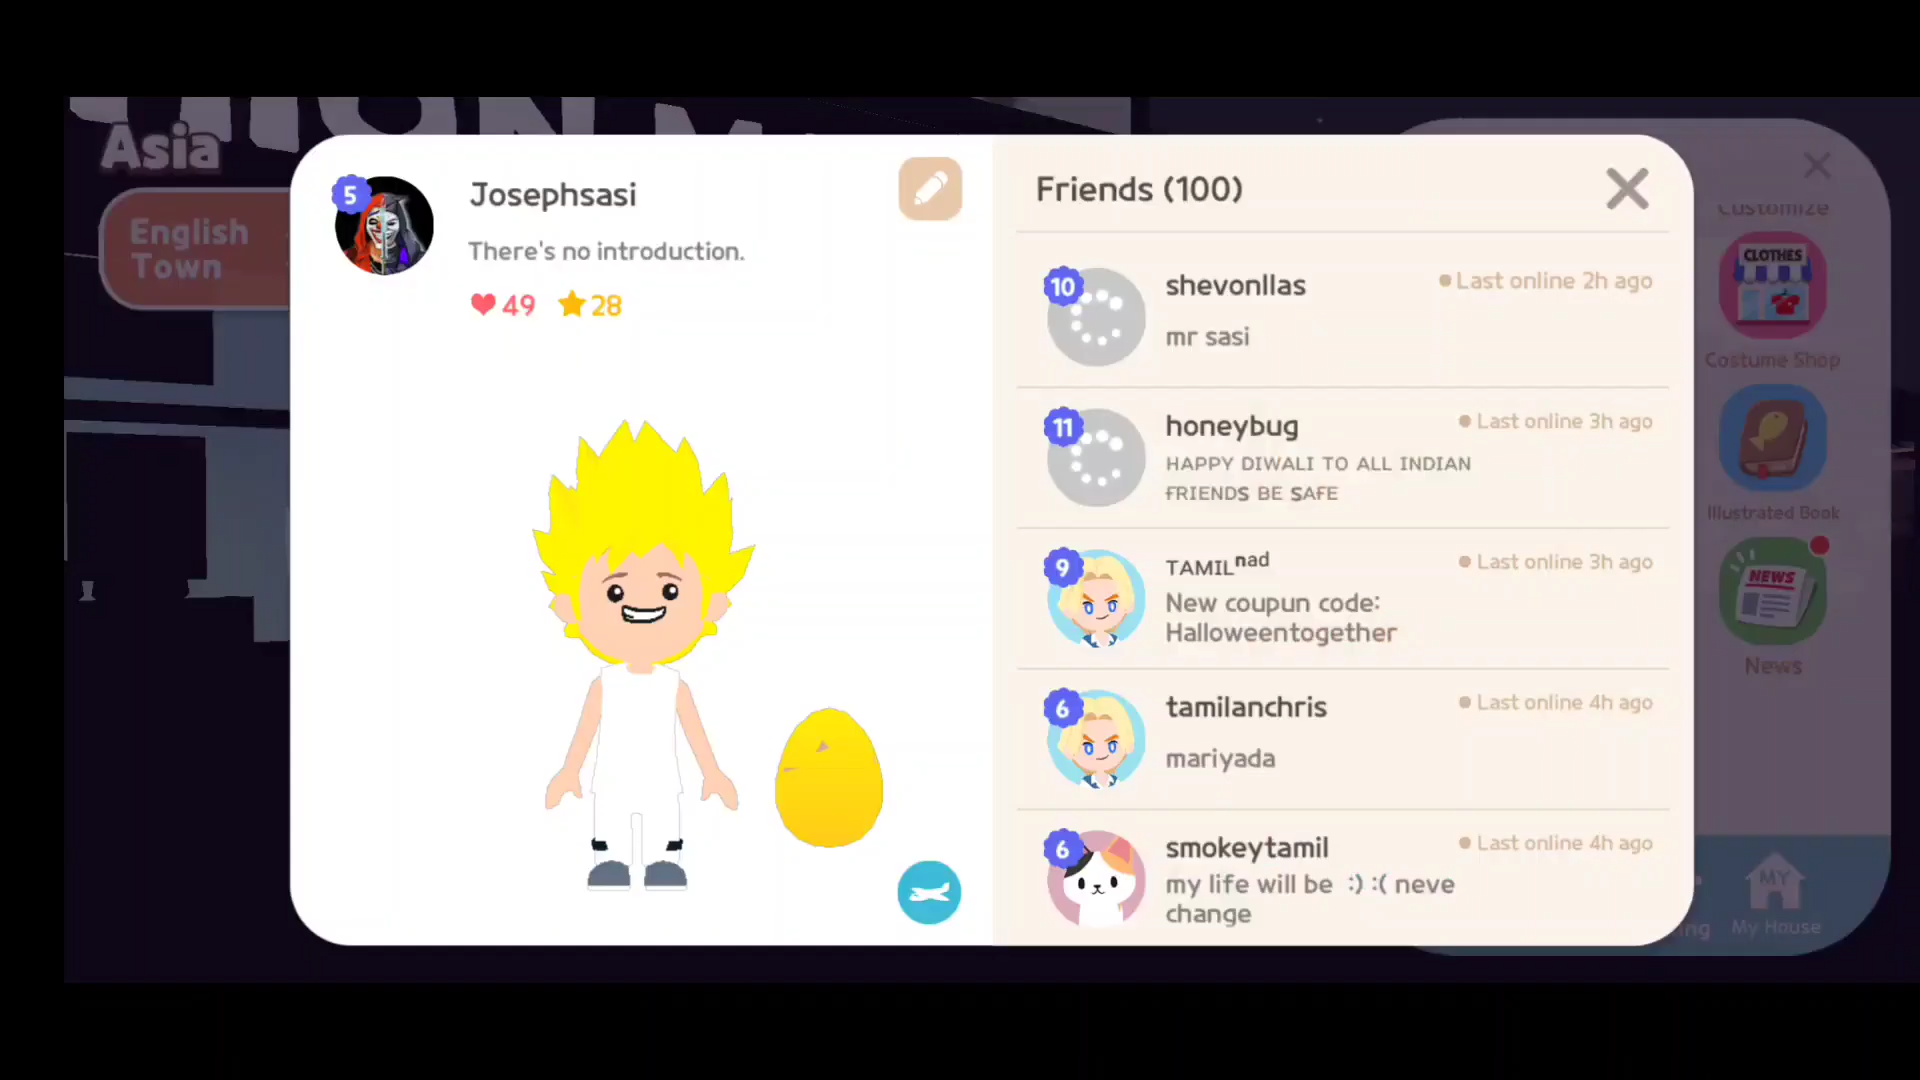 Asia
English
Town
5
Josephsasi
There's no introduction.
49 28
Friends (100)
10
shevonllas
Last online 2h ago
mr sasi
11
honeybug
Last online 3h ago
HAPPY DIWALI TO ALL INDIAN
FRIENDS BE SAFE
9
TAMILnad
Last online 3h ago
New coupun code:
Halloweentogether
6
tamilanchris
Last online 4h ago
mariyada
6
smokeytamil
Last online 4h ago
my life will be :) :( neve
change
Customize
CLOTHES
Costume Shop
Illustrated Book
NEWS
News
MY
My House